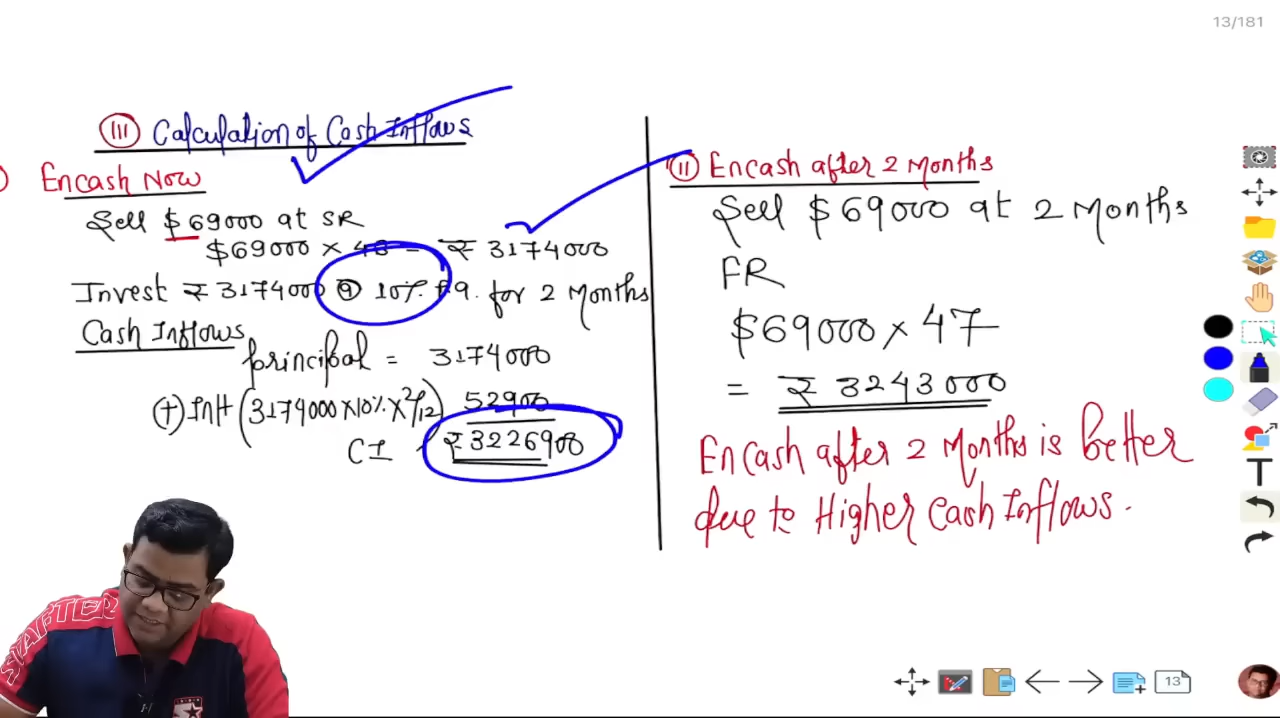 13/181
III Calculation of Cash Inflows
Encash Now
Sell $ 69000 at SR
$69000 × 46 = ₹ 3174000
Invest ₹ 3174000 @ 10% P.a. for 2 Months
Cash Inflows
Principal = 3174000
(+) Int (3174000 × 10% × 2/12) 52900
CI ₹ 3226900
II Encash after 2 Months
Sell $69000 at 2 Months
FR
$69000 × 47
= ₹ 3243000
Encash after 2 Months is better
due to Higher Cash Inflows.
STARTER
T
13